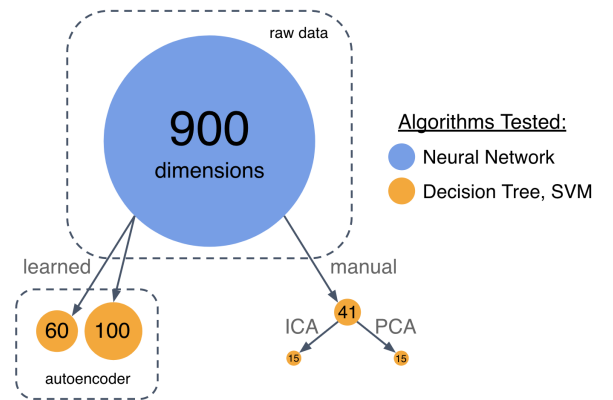 raw data
900
dimensions
Algorithms Tested:
Neural Network
Decision Tree, SVM
learned
manual
60
100
autoencoder
41
ICA
PCA
15
15